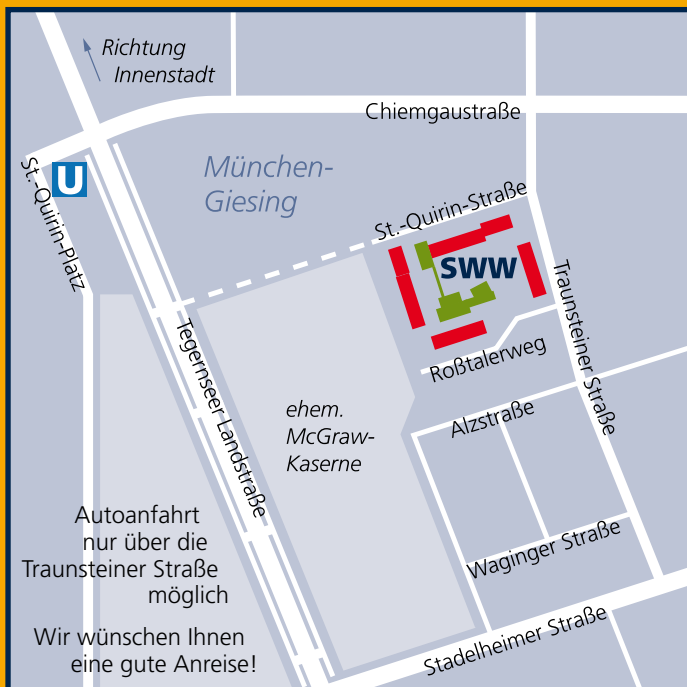 Richtung
Innenstadt
Chiemgaustraße
St.-Quirin-Platz
U
München-
Giesing
St.-Quirin-Straße
SWW
Traunsteiner Straße
Tegernseer Landstraße
Roßtalerweg
ehem.
McGraw-
Kaserne
Alzstraße
Autoanfahrt
nur über die
Traunsteiner Straße
möglich
Waginger Straße
Wir wünschen Ihnen
eine gute Anreise!
Stadelheimer Straße